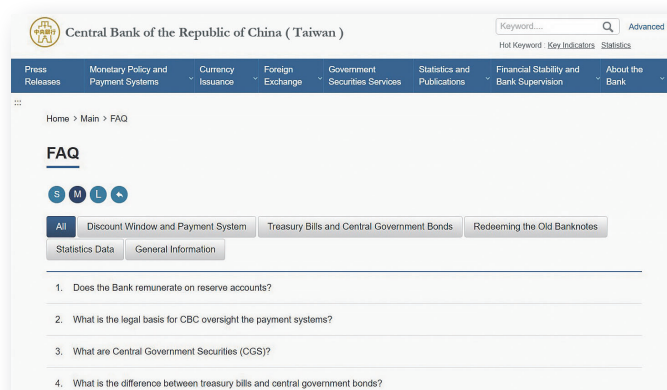 中央銀行
Central Bank of the Republic of China ( Taiwan )
Keyword....
Advanced
Hot Keyword : Key Indicators Statistics
Press Releases
Monetary Policy and Payment Systems
Currency Issuance
Foreign Exchange
Government Securities Services
Statistics and Publications
Financial Stability and Bank Supervision
About the Bank
:::
Home > Main > FAQ
FAQ
S M L
All Discount Window and Payment System Treasury Bills and Central Government Bonds Redeeming the Old Banknotes
Statistics Data General Information
1. Does the Bank remunerate on reserve accounts?
2. What is the legal basis for CBC oversight the payment systems?
3. What are Central Government Securities (CGS)?
4. What is the difference between treasury bills and central government bonds?